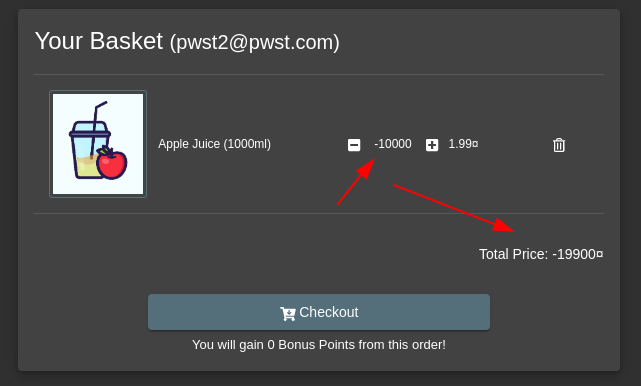 Your Basket (pwst2@pwst.com)
Apple Juice (1000ml) -10000 1.99¤
Total Price: -19900¤
Checkout
You will gain 0 Bonus Points from this order!